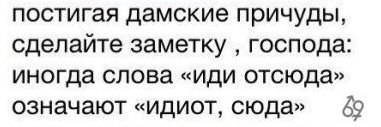 постигая дамские причуды,
сделайте заметку , господа:
иногда слова «иди отсюда»
означают «идиот, сюда»